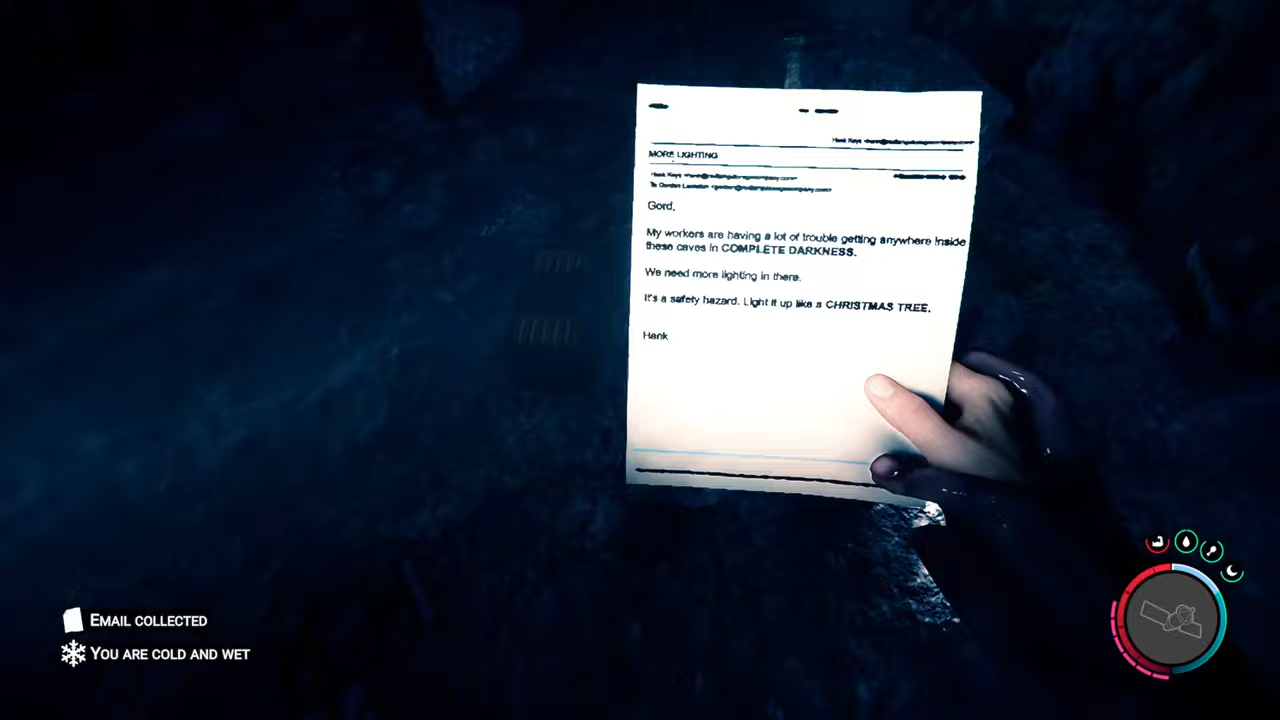 MORE LIGHTING
Gord,
My workers are having a lot of trouble getting anywhere inside
these caves in COMPLETE DARKNESS.
We need more lighting in there.
It's a safety hazard. Light it up like a CHRISTMAS TREE.
Hank
EMAIL COLLECTED
YOU ARE COLD AND WET